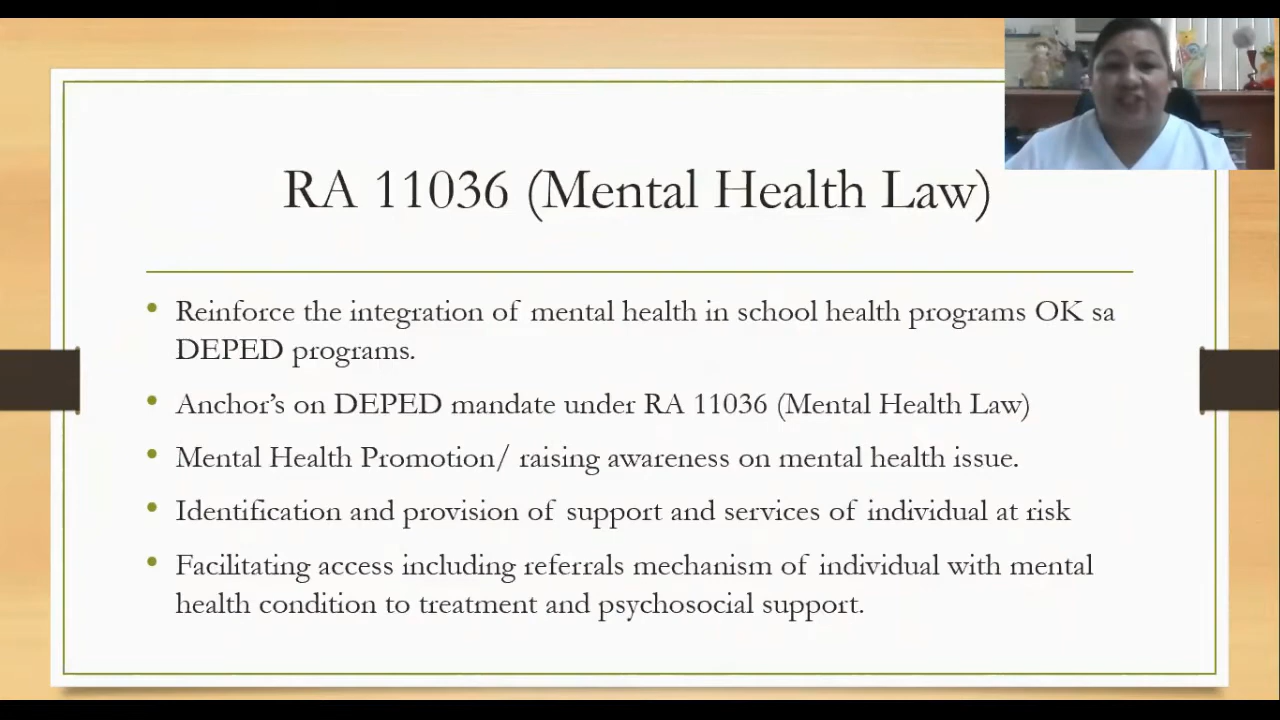 RA 11036 (Mental Health Law)
Reinforce the integration of mental health in school health programs OK sa
DEPED programs.
Anchor’s on DEPED mandate under RA 11036 (Mental Health Law)
Mental Health Promotion/ raising awareness on mental health issue.
Identification and provision of support and services of individual at risk
Facilitating access including referrals mechanism of individual with mental
health condition to treatment and psychosocial support.